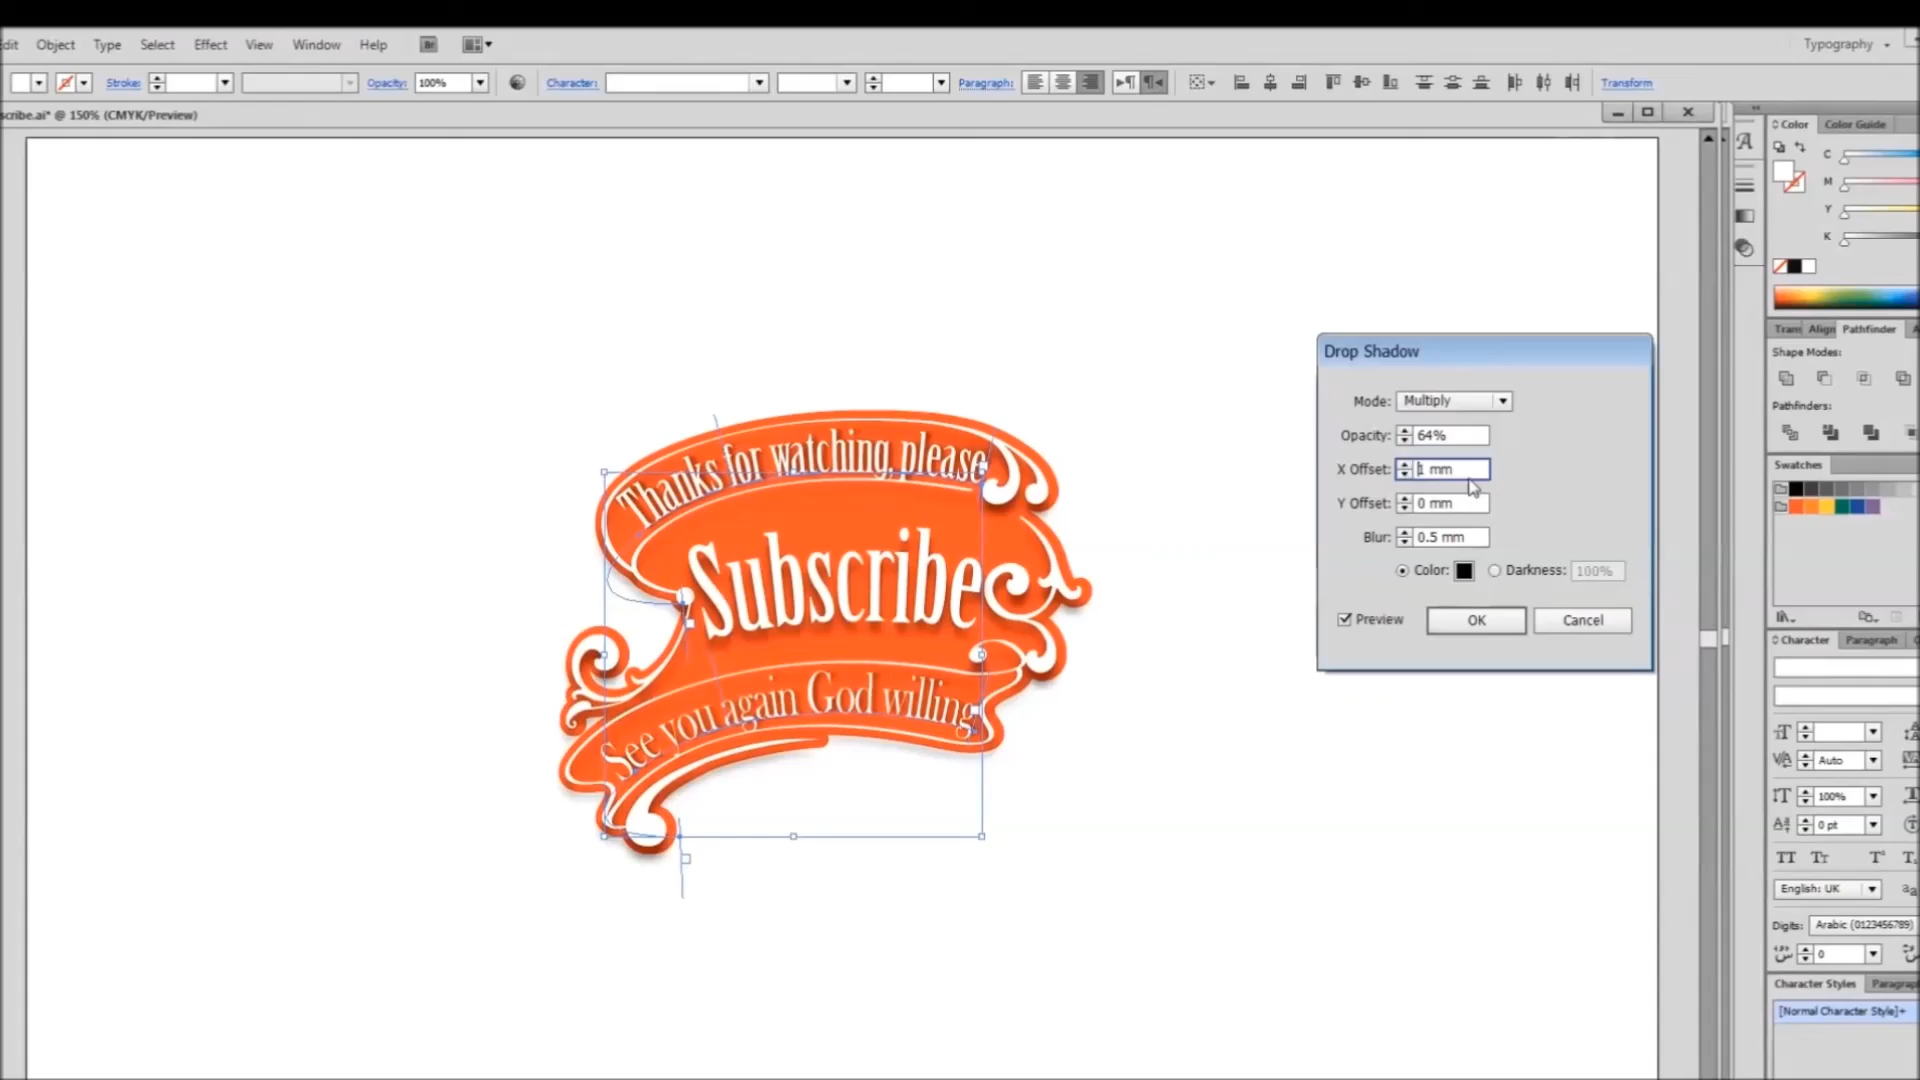 dit Object Type Select Effect View Window Help Br Typography
Stroke: Opacity: 100% Character: Paragraph: Transform
scribe.ai* @ 150% (CMYK/Preview)
Color Color Guide
C
M
Y
K
Tran Align Pathfinder
Shape Modes:
Pathfinders:
Swatches
Character Paragraph
Auto
100%
0 pt
English: UK
Digits: Arabic (0123456789)
0
Character Styles Paragrap
[Normal Character Style]+
Drop Shadow
Mode: Multiply
Opacity: 64%
X Offset: 1 mm
Y Offset: 0 mm
Blur: 0.5 mm
Color: Darkness: 100%
Preview OK Cancel
Thanks for watching, please
Subscribe
See you again God willing